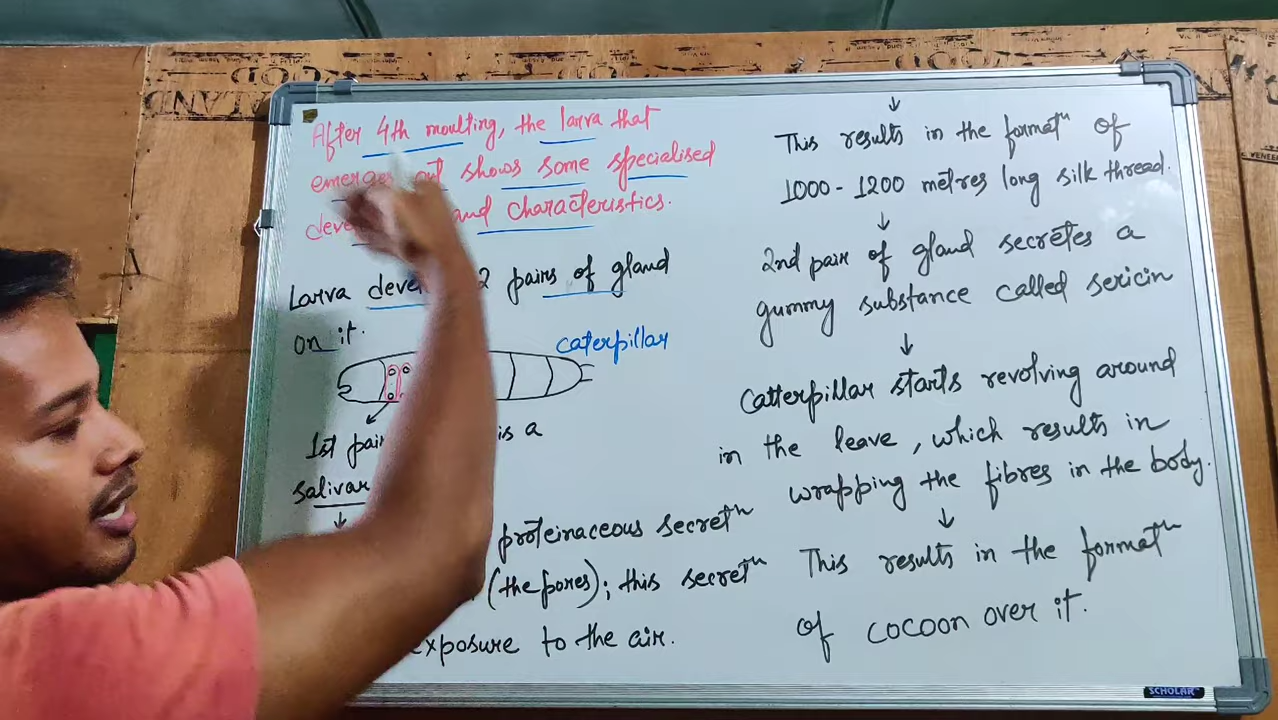 After 4th moulting, the larva that
emerges out shows some specialised
and characteristics.
Larva 2 pairs of gland
on it.
caterpillar
1st pair is a
proteinaceous secretⁿ
(the pores); this secretⁿ
exposure to the air.
This results in the formatⁿ of
1000 - 1200 metres long silk thread.
2nd pair of gland secretes a
gummy substance called sericin
Catterpillar starts revolving around
in the leave, which results in
wrapping the fibres in the body.
This results in the formatⁿ
of cocoon over it.
SCHOLAR